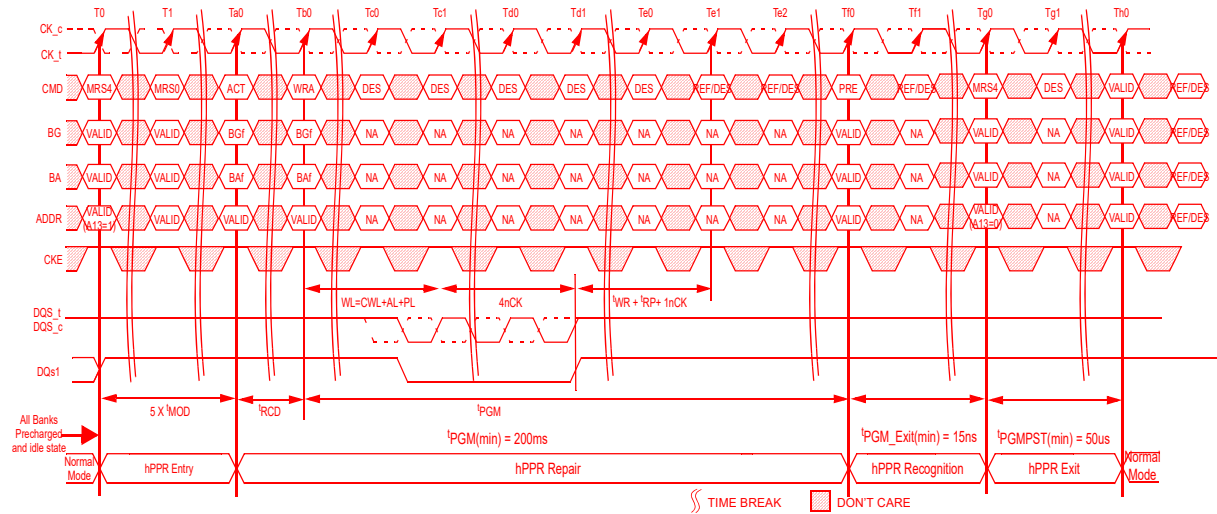 T0 T1 Ta0 Tb0 Tc0 Tc1 Td0 Td1 Te0 Te1 Te2 Tf0 Tf1 Tg0 Tg1 Th0
CK_c
CK_t
CMD MRS4 MRS0 ACT WRA DES DES DES DES DES REF/DES REF/DES PRE REF/DES MRS4 DES VALID REF/DES
BG VALID VALID BGf BGf NA NA NA NA NA NA NA VALID NA VALID NA VALID REF/DES
BA VALID VALID BAf BAf NA NA NA NA NA NA NA VALID NA VALID NA VALID REF/DES
ADDR VALID (A13=1) VALID VALID VALID NA NA NA NA NA NA NA VALID NA VALID (A13=0) NA VALID REF/DES
CKE
WL=CWL+AL+PL 4nCK tWR + tRP+ 1nCK
DQS_t
DQS_c
DQs1
5 X tMOD tRCD tPGM
All Banks
Precharged
and idle state
tPGM(min) = 200ms tPGM_Exit(min) = 15ns tPGMPST(min) = 50us
Normal Mode hPPR Entry hPPR Repair hPPR Recognition hPPR Exit Normal Mode
TIME BREAK DON'T CARE